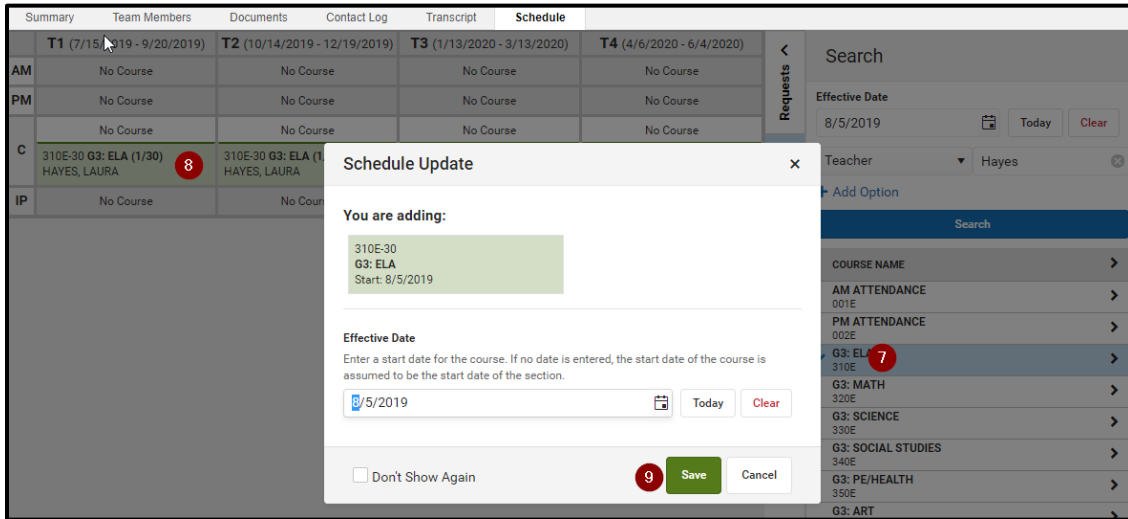 Summary Team Members Documents Contact Log Transcript Schedule
T1 (7/15/2019 - 9/20/2019) T2 (10/14/2019 - 12/19/2019) T3 (1/13/2020 - 3/13/2020) T4 (4/6/2020 - 6/4/2020)
AM No Course No Course No Course No Course
PM No Course No Course No Course No Course
C No Course No Course No Course No Course
310E-30 G3: ELA (1/30) 310E-30 G3: ELA (1
HAYES, LAURA HAYES, LAURA
8
IP No Course No Cour
Requests
Schedule Update
You are adding:
310E-30
G3: ELA
Start: 8/5/2019
Effective Date
Enter a start date for the course. If no date is entered, the start date of the course is
assumed to be the start date of the section.
8/5/2019 Today Clear
Don't Show Again 9 Save Cancel
Search
Effective Date
8/5/2019 Today Clear
Teacher Hayes
+ Add Option
Search
COURSE NAME
AM ATTENDANCE
001E
PM ATTENDANCE
002E
G3: ELA 7
310E
G3: MATH
320E
G3: SCIENCE
330E
G3: SOCIAL STUDIES
340E
G3: PE/HEALTH
350E
G3: ART